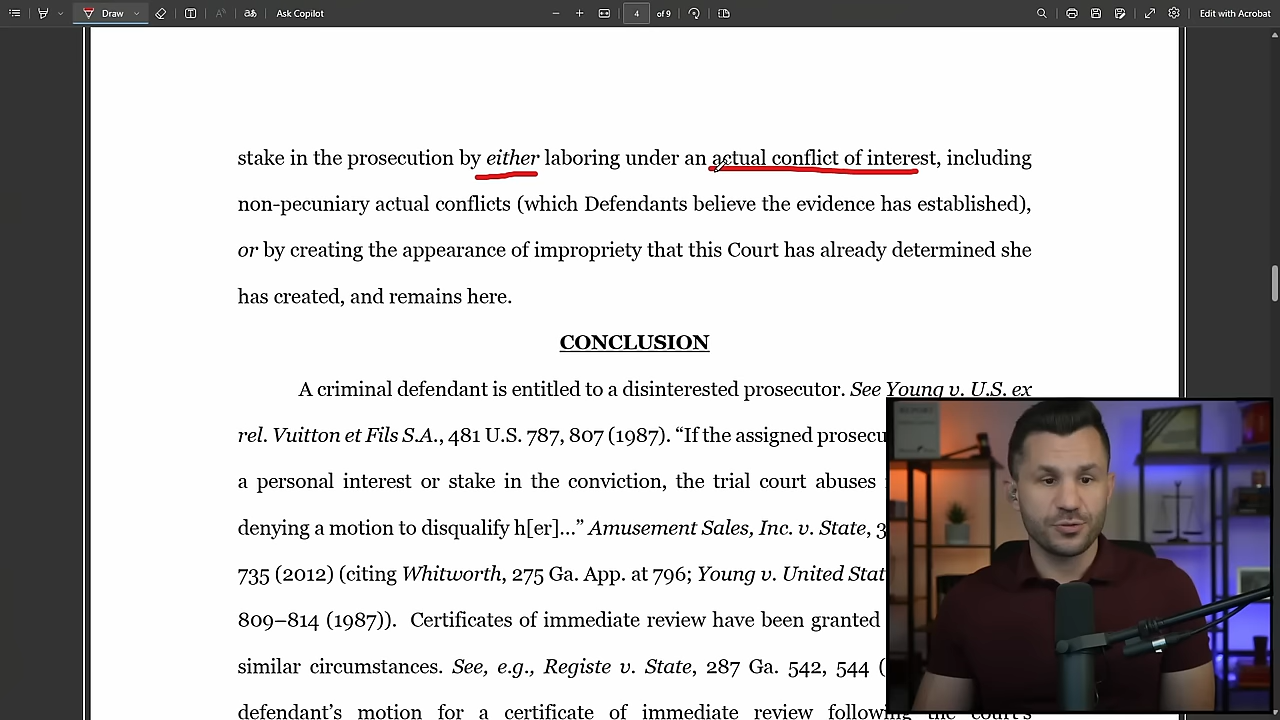 Draw
Ask Copilot
4 of 9
Edit with Acrobat
stake in the prosecution by either laboring under an actual conflict of interest, including
non-pecuniary actual conflicts (which Defendants believe the evidence has established),
or by creating the appearance of impropriety that this Court has already determined she
has created, and remains here.
CONCLUSION
A criminal defendant is entitled to a disinterested prosecutor. See Young v. U.S. ex
rel. Vuitton et Fils S.A., 481 U.S. 787, 807 (1987). “If the assigned
a personal interest or stake in the conviction, the trial court abuses
denying a motion to disqualify h[er]...” Amusement Sales, Inc. v. State,
735 (2012) (citing Whitworth, 275 Ga. App. at 796; Young v. United
809–814 (1987)). Certificates of immediate review have been granted
similar circumstances. See, e.g., Registe v. State, 287 Ga. 542, 544 (
defendant’s motion for a certificate of immediate review following the court’s